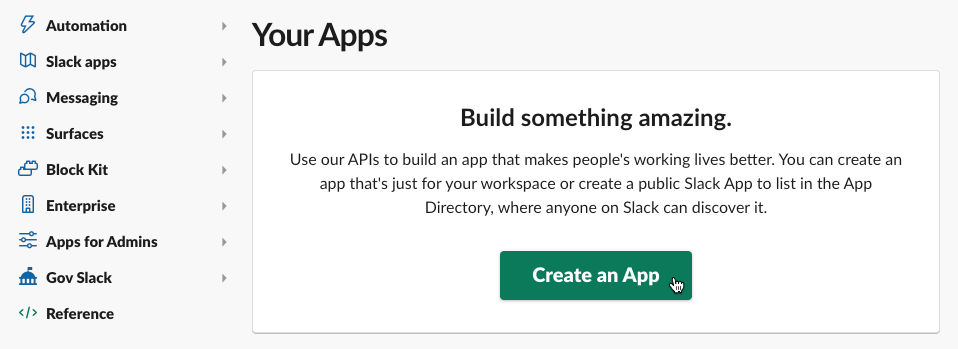 Automation
Slack apps
Messaging
Surfaces
Block Kit
Enterprise
Apps for Admins
Gov Slack
Reference
Your Apps
Build something amazing.
Use our APIs to build an app that makes people's working lives better. You can create an
app that's just for your workspace or create a public Slack App to list in the App
Directory, where anyone on Slack can discover it.
Create an App